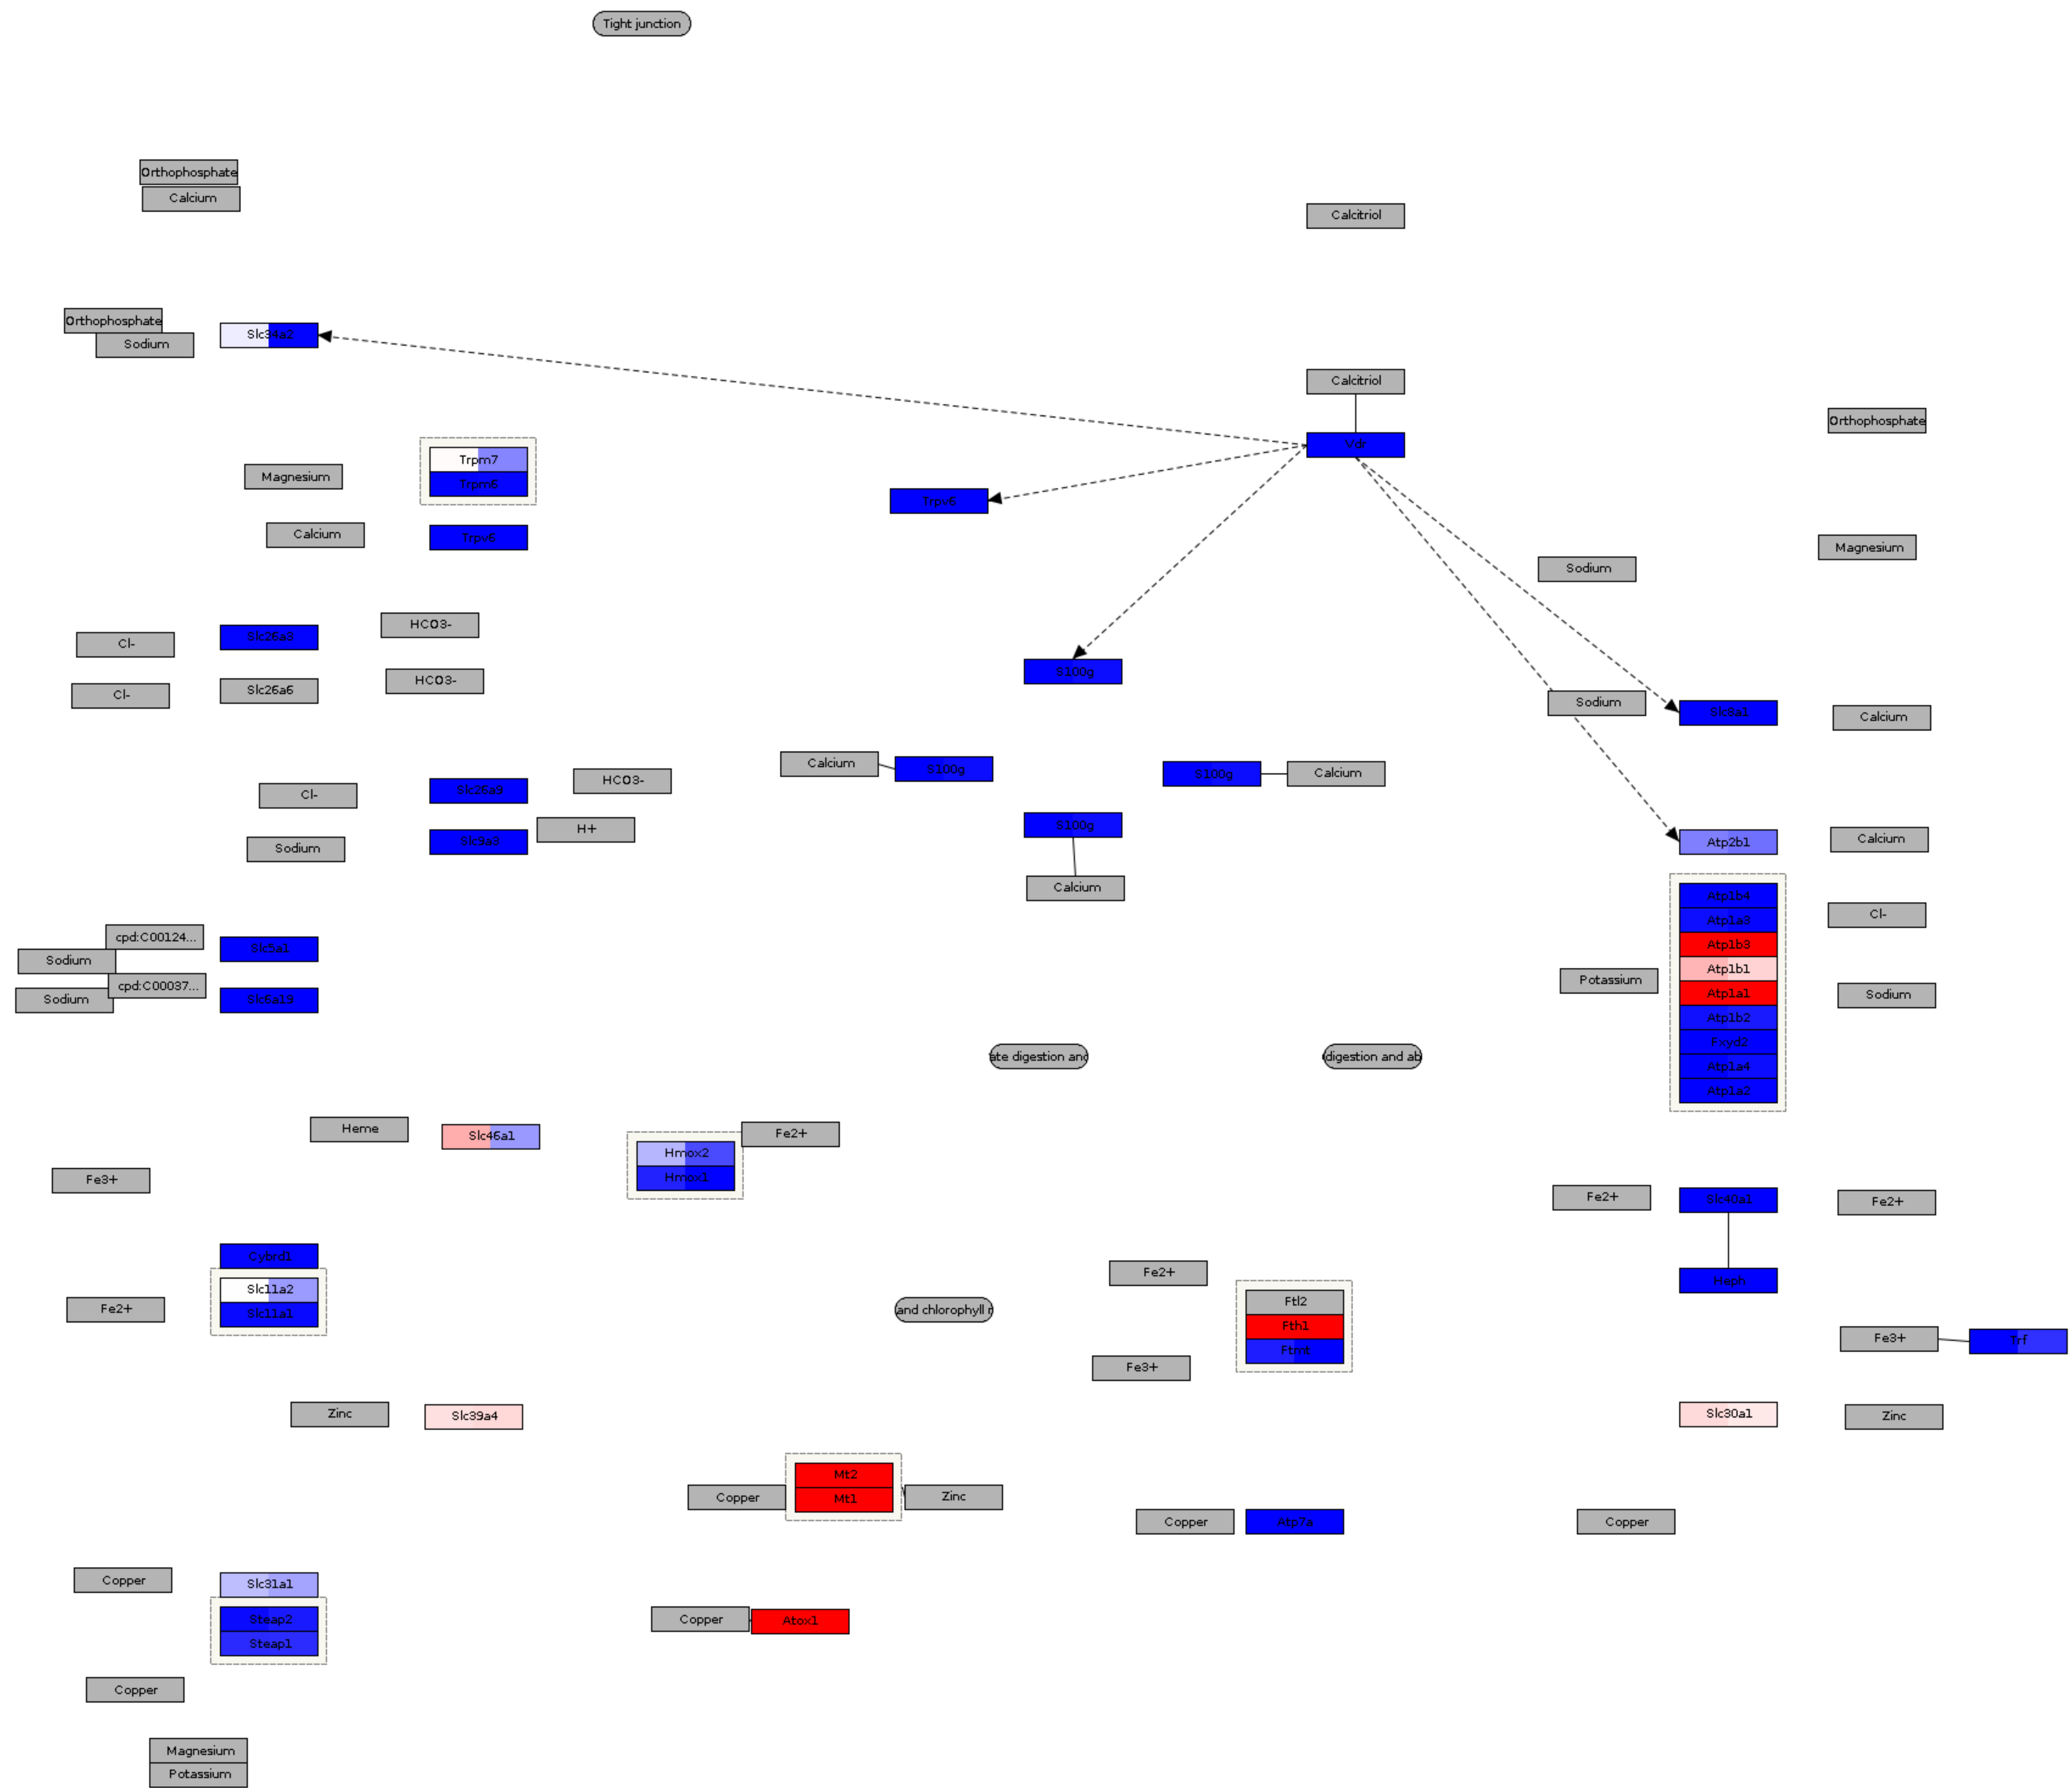 Tight junction
Orthophosphate
Calcium
Calcitriol
Orthophosphate
Sodium
Slc34a2
Calcitriol
Orthophosphate
Vdr
Trpm7
Trpm6
Magnesium
Trpv6
Calcium
Trpv6
Magnesium
Sodium
HCO3-
Cl-
Slc26a3
HCO3-
S100g
Cl-
Slc26a6
Sodium
Slc8a1
Calcium
Calcium
S100g
S100g
Calcium
HCO3-
Cl-
Slc26a9
H+
S100g
Sodium
Slc9a3
Atp2b1
Calcium
Calcium
Atp1b4
Atp1a3
Atp1b3
Atp1b1
Atp1a1
Atp1b2
Fxyd2
Atp1a4
Atp1a2
Cl-
cpd:C00124...
Sodium
Slc5a1
cpd:C00037...
Sodium
Slc6a19
Potassium
Sodium
ate digestion and
digestion and ab
Heme
Slc46a1
Hmox2
Hmox1
Fe2+
Fe3+
Fe2+
Slc40a1
Fe2+
Cybrd1
Slc11a2
Slc11a1
Fe2+
Fe2+
Heph
and chlorophyll r
Ftl2
Fth1
Ftmt
Fe3+
Fe3+
Trf
Zinc
Slc39a4
Slc30a1
Zinc
Mt2
Mt1
Copper
Zinc
Copper
Atp7a
Copper
Copper
Slc31a1
Steap2
Steap1
Copper
Atox1
Copper
Magnesium
Potassium